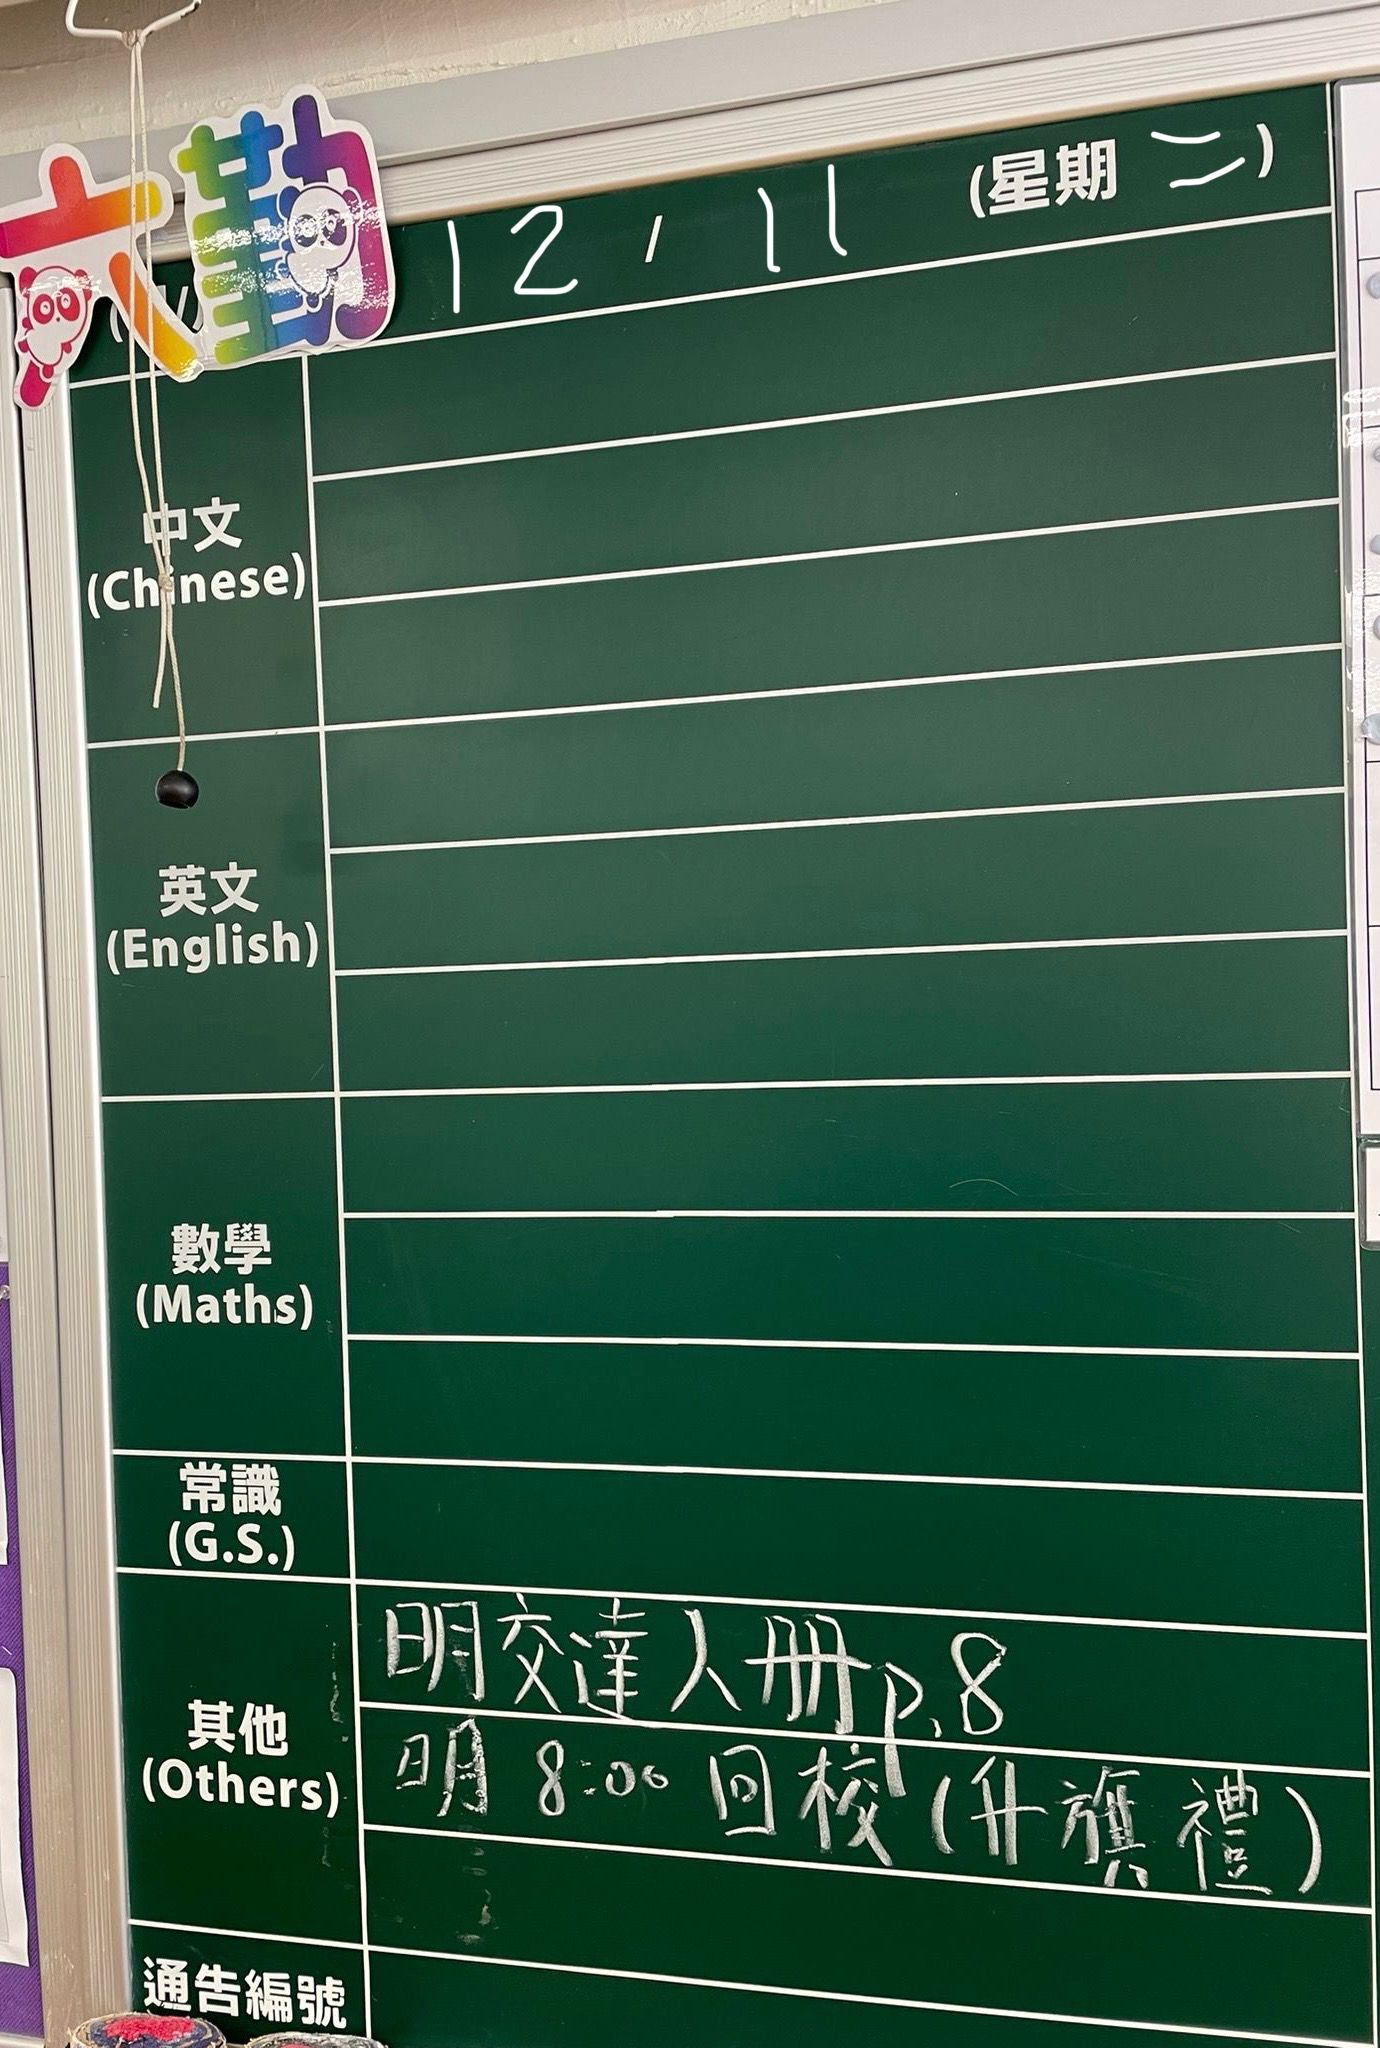 六勤
12/11 (星期二)
中文
(Chinese)
英文
(English)
數學
(Maths)
常識
(G.S.)
其他
(Others)
明交達人冊p.8
明 8:00 回校(升旗禮)
通告編號